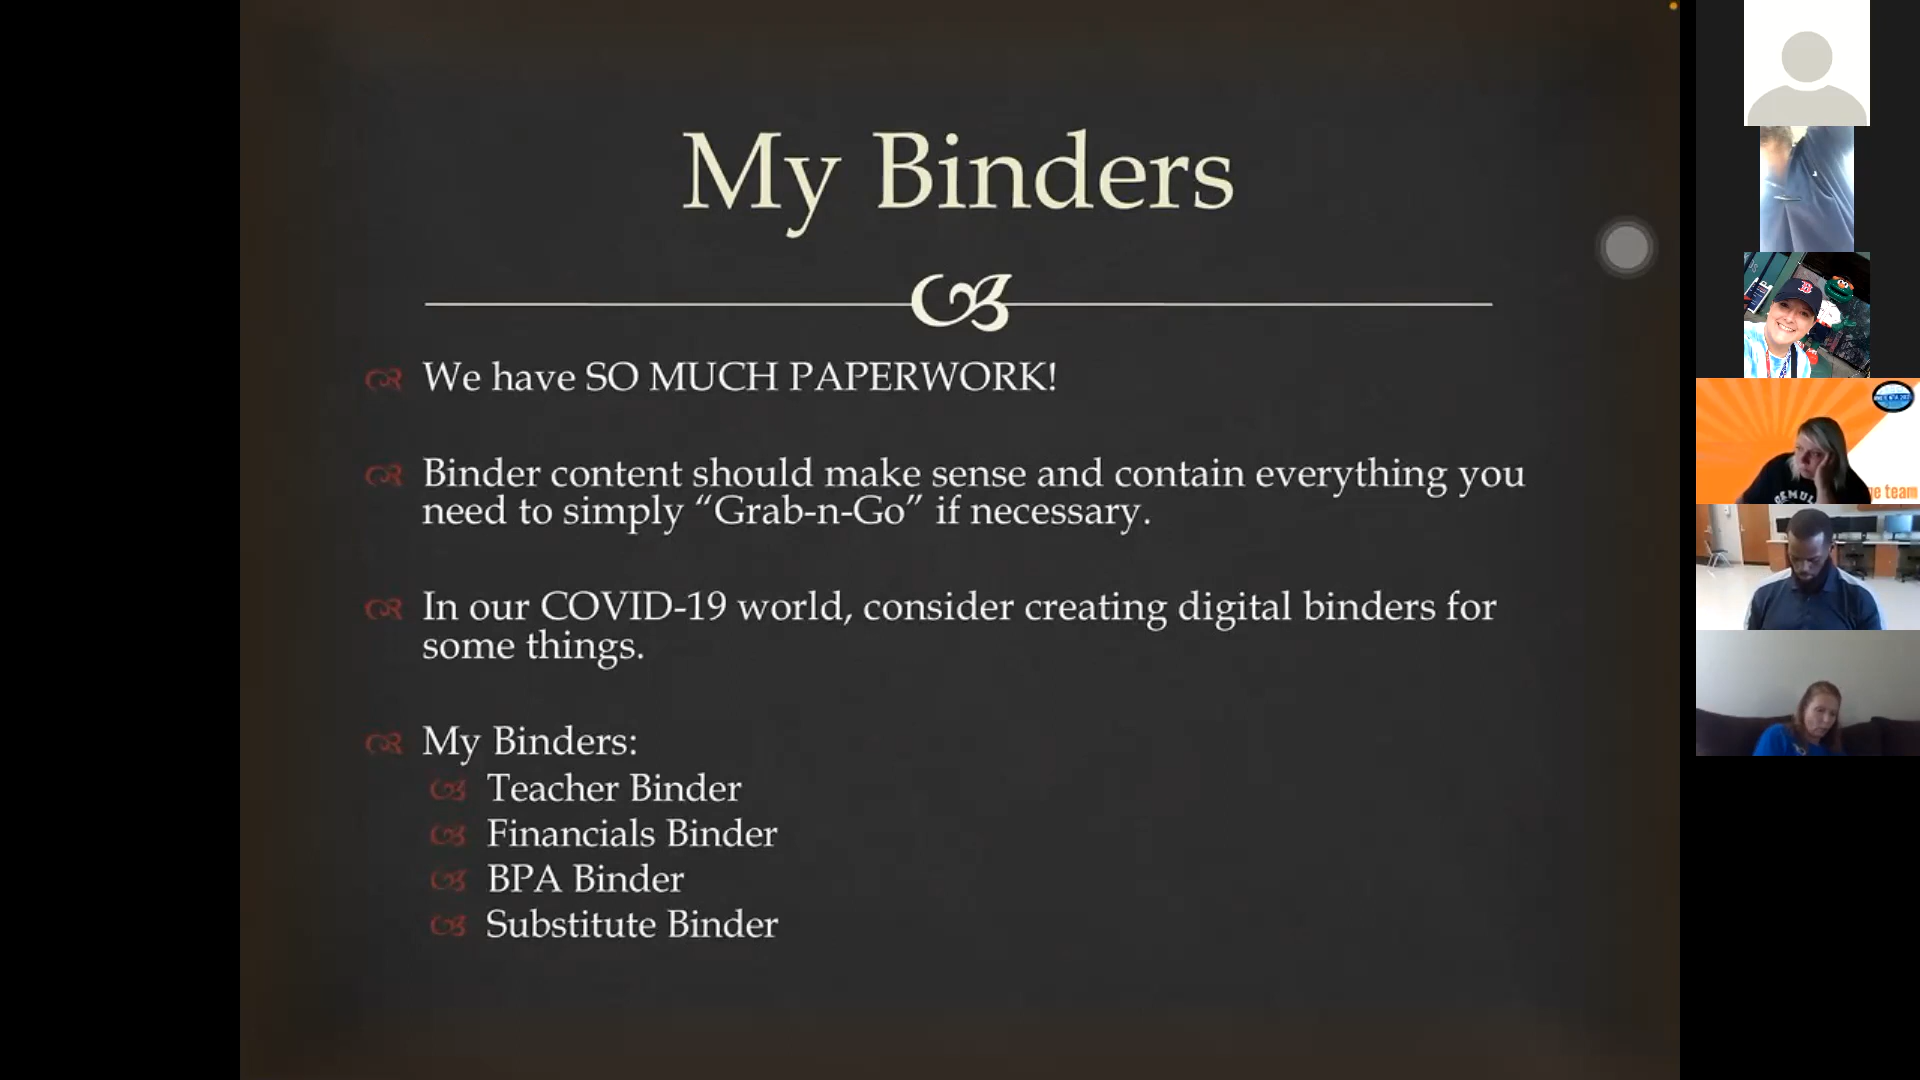 My Binders
We have SO MUCH PAPERWORK!
Binder content should make sense and contain everything you
need to simply “Grab-n-Go” if necessary.
In our COVID-19 world, consider creating digital binders for
some things.
My Binders:
Teacher Binder
Financials Binder
BPA Binder
Substitute Binder
B
team